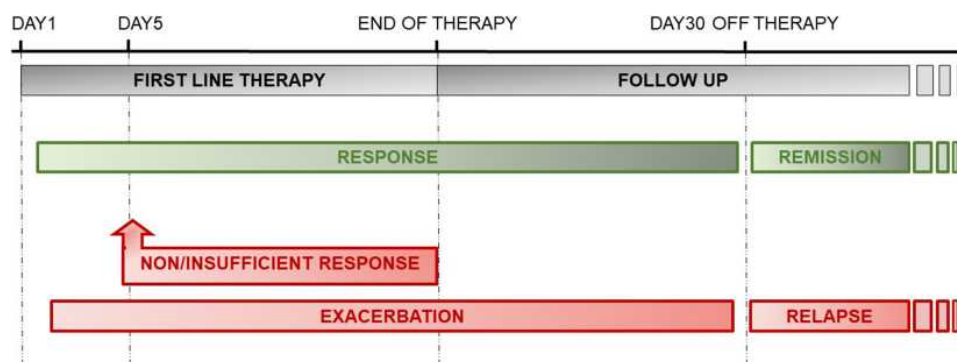 DAY1 DAY5 END OF THERAPY DAY30 OFF THERAPY
FIRST LINE THERAPY FOLLOW UP
RESPONSE REMISSION
NON/INSUFFICIENT RESPONSE
EXACERBATION RELAPSE